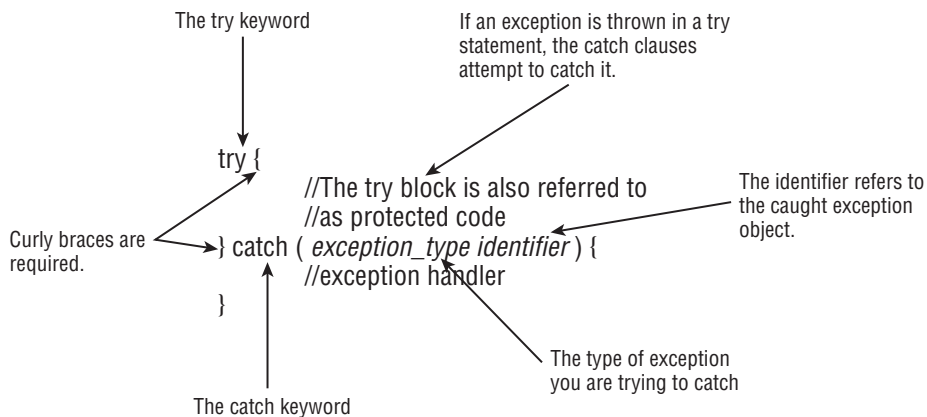 The try keyword
If an exception is thrown in a try
statement, the catch clauses
attempt to catch it.
try {
//The try block is also referred to
//as protected code
The identifier refers to
the caught exception
object.
Curly braces are
required.
} catch ( exception_type identifier ) {
//exception handler
}
The type of exception
you are trying to catch
The catch keyword